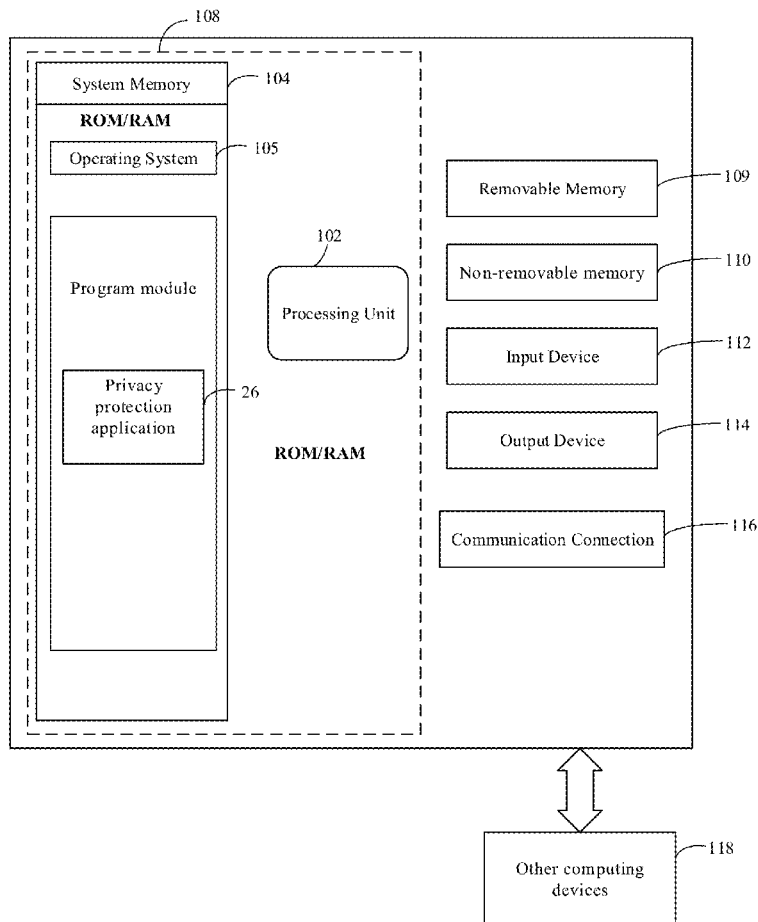 108
System Memory
104
ROM/RAM
Operating System
105
Removable Memory
109
102
Non-removable memory
110
Program module
Processing Unit
Input Device
112
Privacy
protection
application
26
Output Device
114
ROM/RAM
Communication Connection
116
Other computing
devices
118